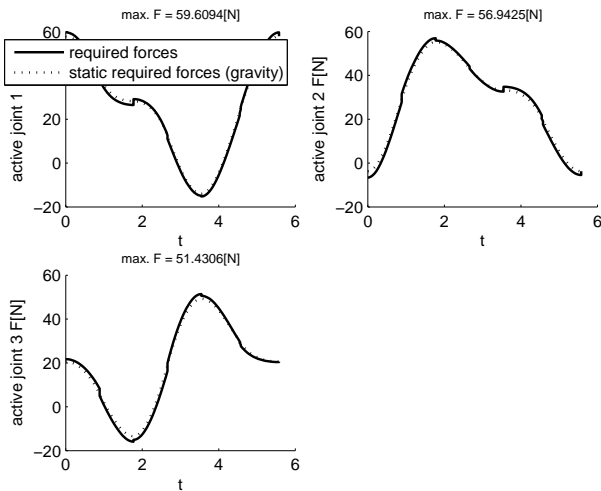 max. F = 59.6094[N]
60
40
20
0
−20
0
2
4
6
t
active joint 1
required forces
static required forces (gravity)
max. F = 56.9425[N]
60
40
20
0
−20
0
2
4
6
t
active joint 2 F[N]
max. F = 51.4306[N]
60
40
20
0
−20
0
2
4
6
t
active joint 3 F[N]